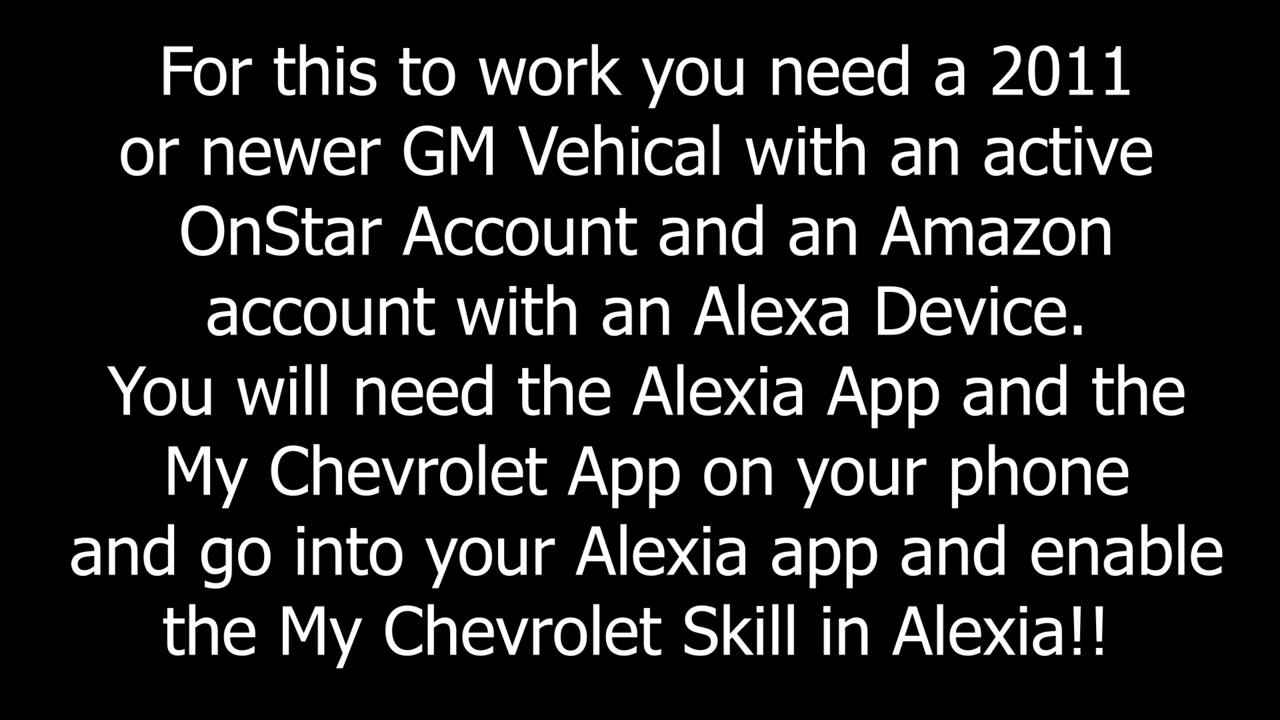 For this to work you need a 2011
or newer GM Vehical with an active
OnStar Account and an Amazon
account with an Alexa Device.
You will need the Alexia App and the
My Chevrolet App on your phone
and go into your Alexia app and enable
the My Chevrolet Skill in Alexia!!